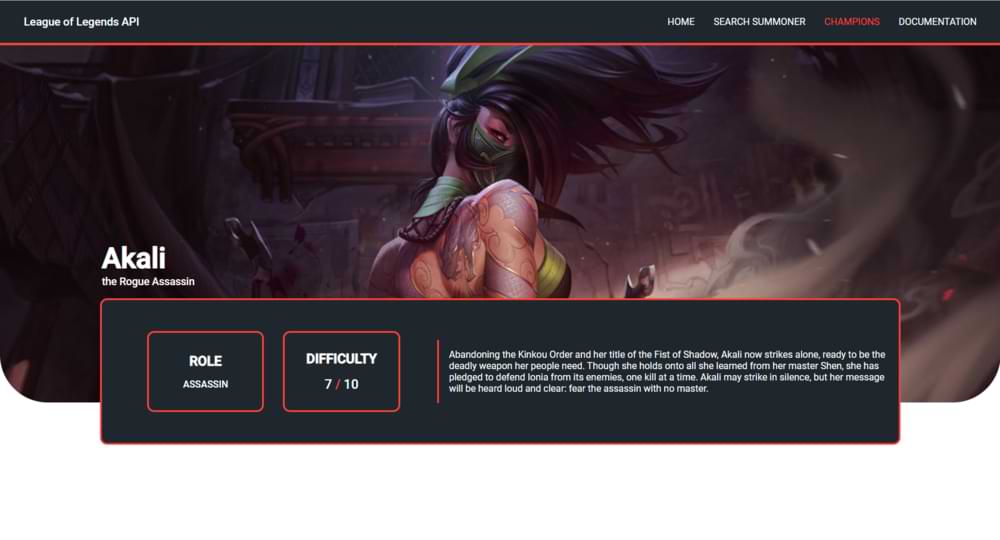 League of Legends API
HOME SEARCH SUMMONER CHAMPIONS DOCUMENTATION
Akali
the Rogue Assassin
ROLE
ASSASSIN
DIFFICULTY
7 / 10
Abandoning the Kinkou Order and her title of the Fist of Shadow, Akali now strikes alone, ready to be the
deadly weapon her people need. Though she holds onto all she learned from her master Shen, she has
pledged to defend Ionia from its enemies, one kill at a time. Akali may strike in silence, but her message
will be heard loud and clear: fear the assassin with no master.